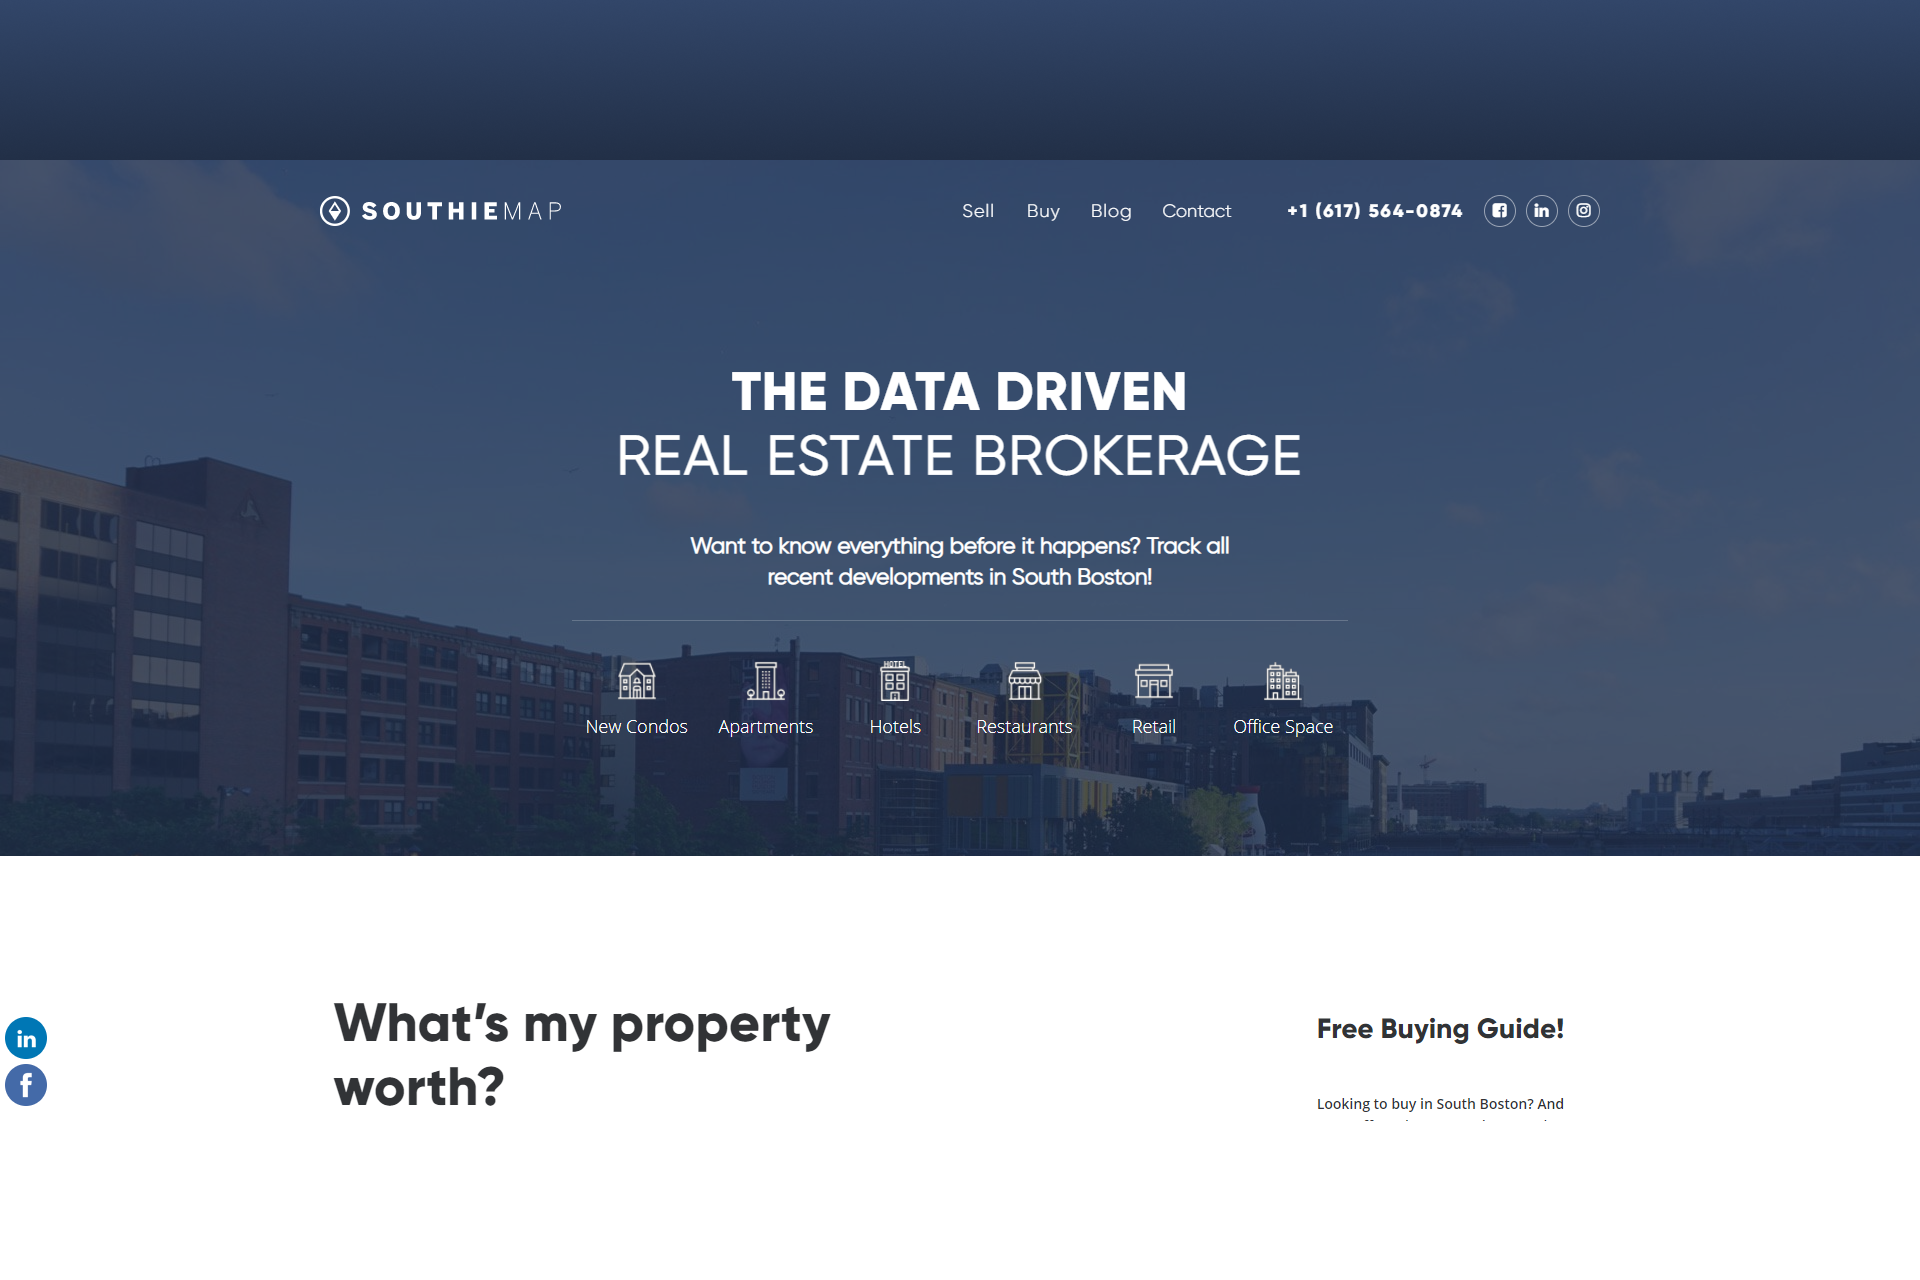 SOUTHIEMAP
Sell Buy Blog Contact +1 (617) 564-0874
THE DATA DRIVEN
REAL ESTATE BROKERAGE
Want to know everything before it happens? Track all
recent developments in South Boston!
HOTEL
New Condos Apartments Hotels Restaurants Retail Office Space
What's my property
worth?
Free Buying Guide!
Looking to buy in South Boston? And